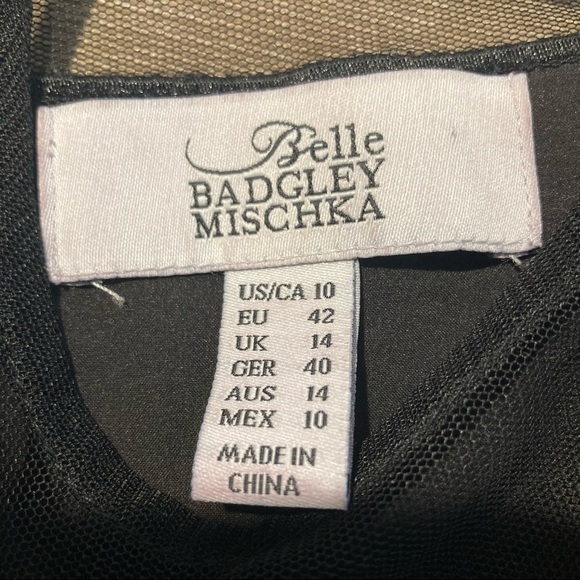 Belle
BADGLEY
MISCHKA
US/CA 10
EU 42
UK 14
GER 40
AUS 14
MEX 10
MADE IN
CHINA